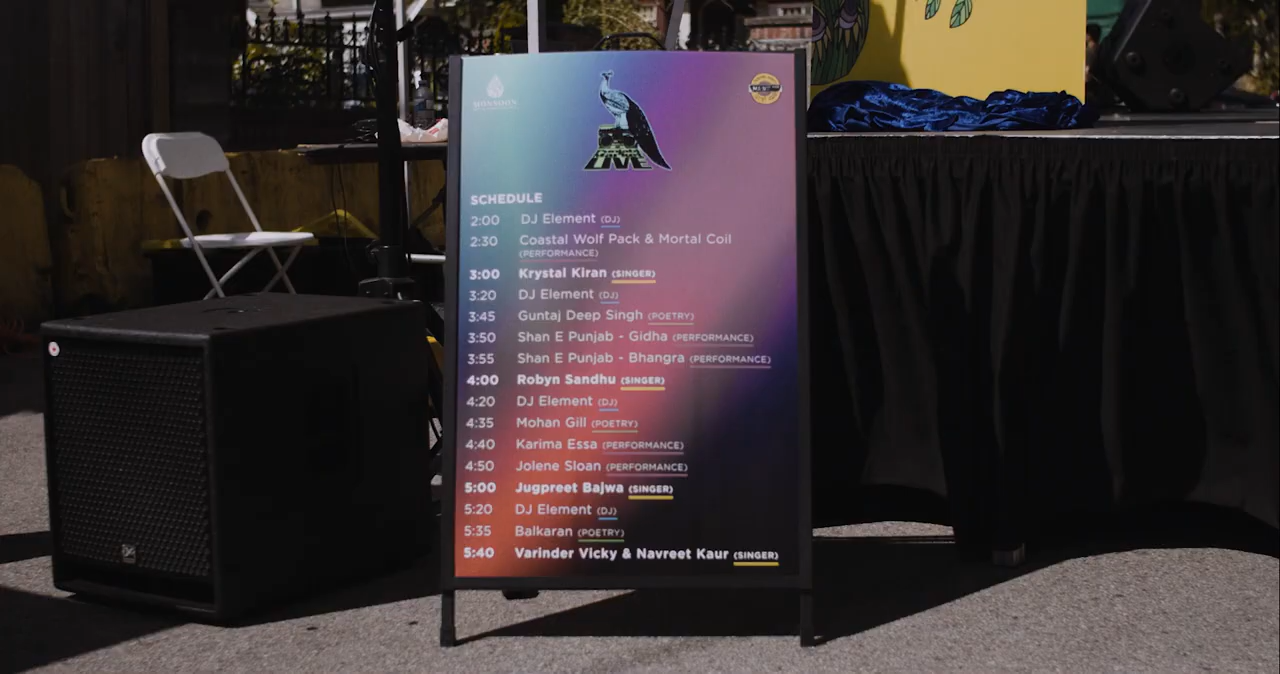 MONSOON
LIVE
SCHEDULE
2:00 DJ Element (DJ)
2:30 Coastal Wolf Pack & Mortal Coil
(PERFORMANCE)
3:00 Krystal Kiran (SINGER)
3:20 DJ Element (DJ)
3:45 Guntaj Deep Singh (POETRY)
3:50 Shan E Punjab - Gidha (PERFORMANCE)
3:55 Shan E Punjab - Bhangra (PERFORMANCE)
4:00 Robyn Sandhu (SINGER)
4:20 DJ Element (DJ)
4:35 Mohan Gill (POETRY)
4:40 Karima Essa (PERFORMANCE)
4:50 Jolene Sloan (PERFORMANCE)
5:00 Jugpreet Bajwa (SINGER)
5:20 DJ Element (DJ)
5:35 Balkaran (POETRY)
5:40 Varinder Vicky & Navreet Kaur (SINGER)